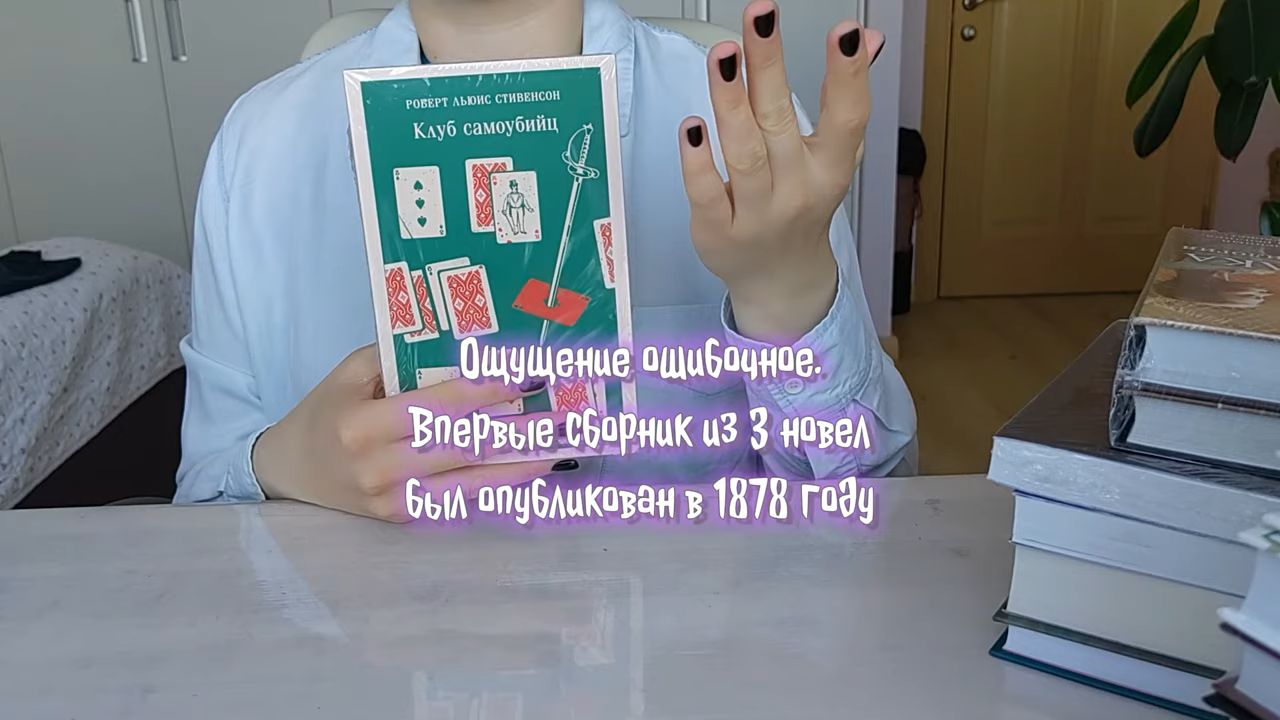 РОБЕРТ ЛЬЮИС СТИВЕНСОН
Клуб самоубийц
Ощущение ошибочное.
Впервые сборник из 3 новел
был опубликован в 1878 году